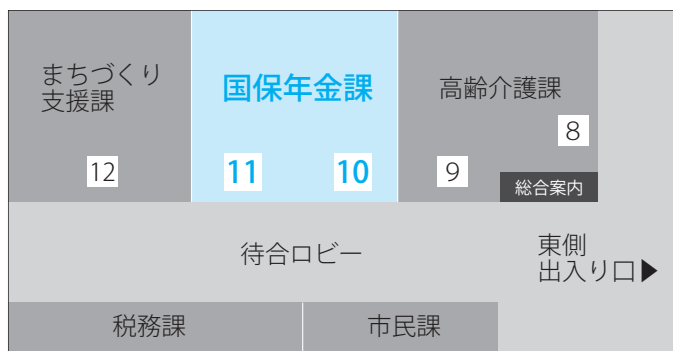 まちづくり
支援課
12
国保年金課
11
10
高齢介護課
8
9
総合案内
待合ロビー
東側
出入り口▶
税務課
市民課